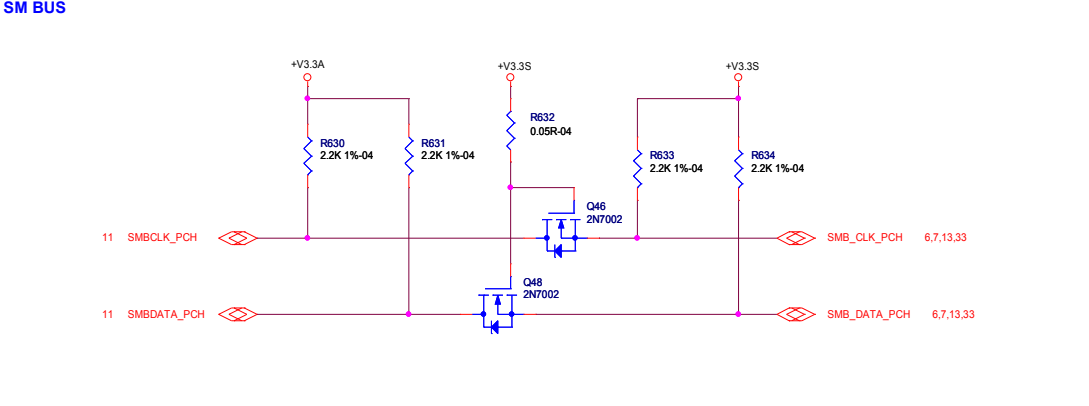 SM BUS
+V3.3A
+V3.3S
+V3.3S
R632
0.05R-04
R630
2.2K 1%-04
R631
2.2K 1%-04
R633
2.2K 1%-04
R634
2.2K 1%-04
Q46
2N7002
11 SMBCLK_PCH
SMB_CLK_PCH 6,7,13,33
Q48
2N7002
11 SMBDATA_PCH
SMB_DATA_PCH 6,7,13,33